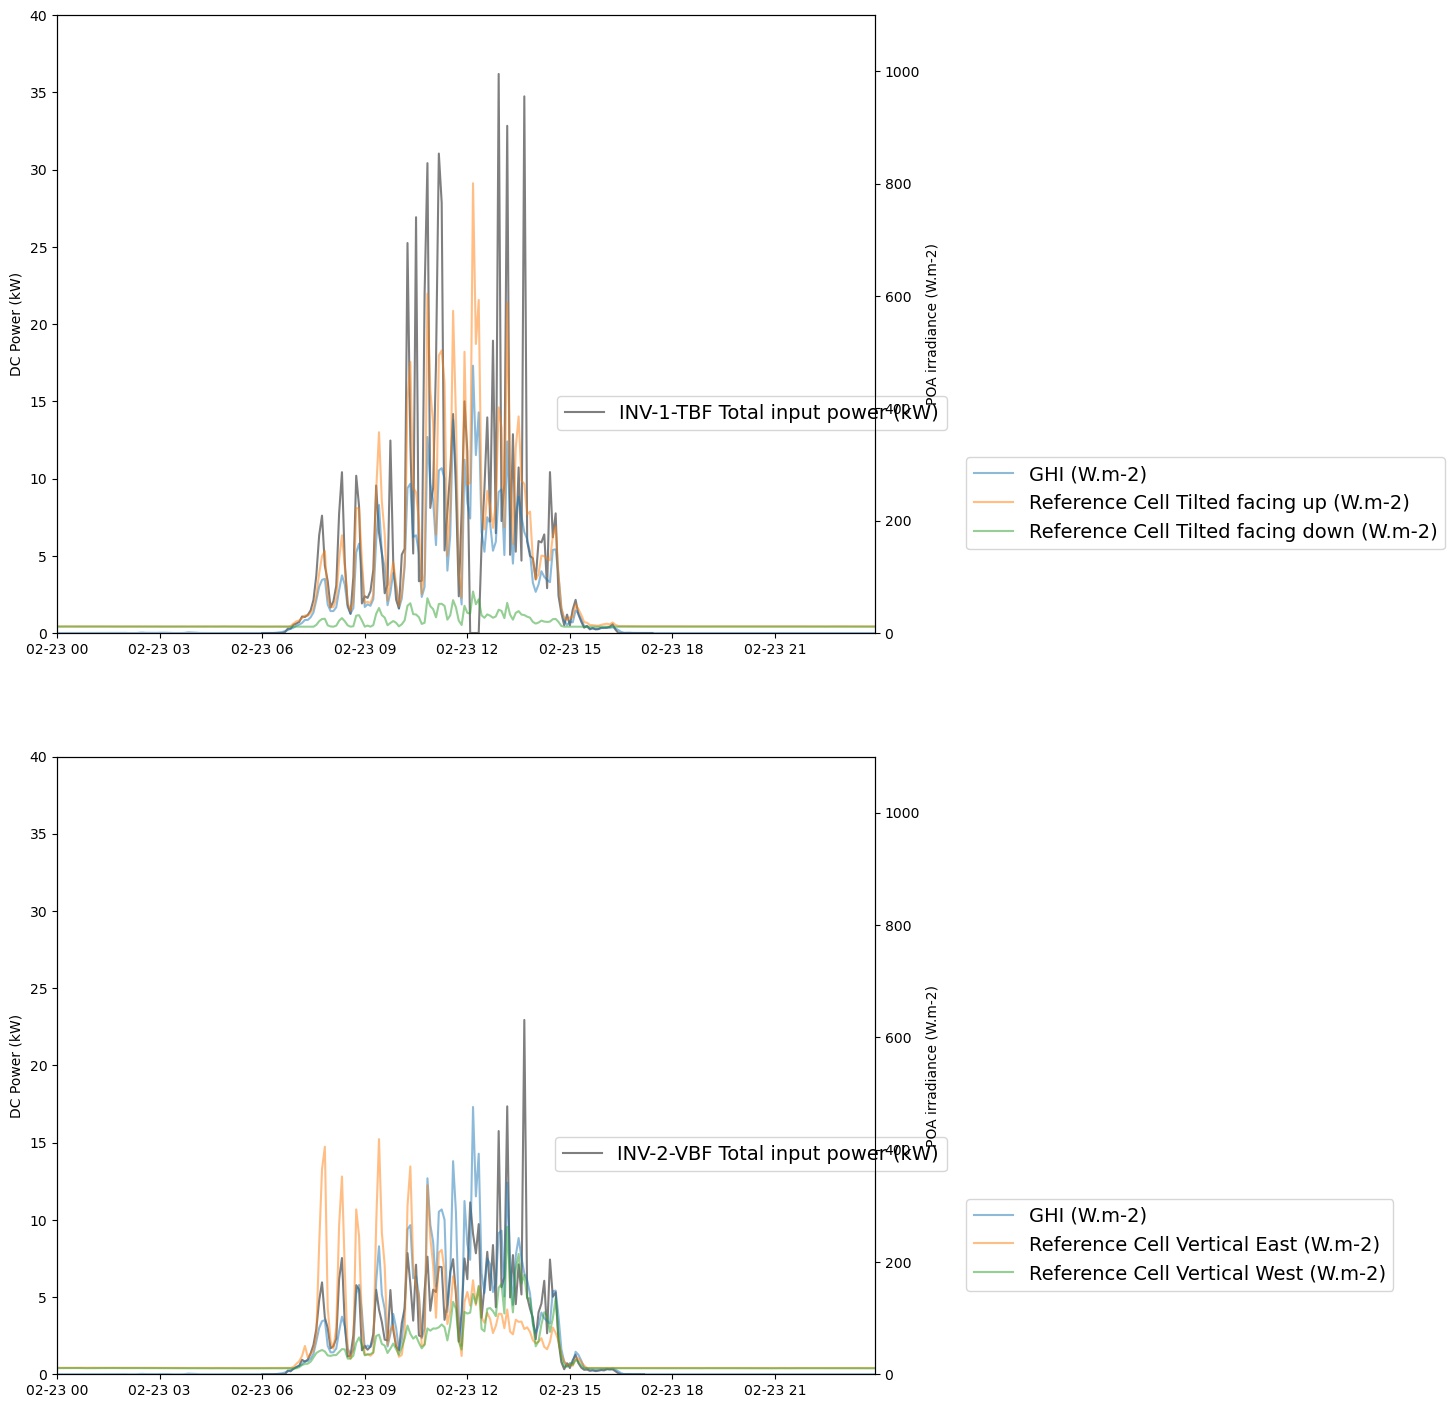 40
35
30
25
20
15
10
5
0
DC Power (kW)
1000
800
600
400
200
0
POA irradiance (W.m-2)
INV-1-TBF Total input power (kW)
GHI (W.m-2)
Reference Cell Tilted facing up (W.m-2)
Reference Cell Tilted facing down (W.m-2)
02-23 00 02-23 03 02-23 06 02-23 09 02-23 12 02-23 15 02-23 18 02-23 21
40
35
30
25
20
15
10
5
0
DC Power (kW)
1000
800
600
400
200
0
POA irradiance (W.m-2)
INV-2-VBF Total input power (kW)
GHI (W.m-2)
Reference Cell Vertical East (W.m-2)
Reference Cell Vertical West (W.m-2)
02-23 00 02-23 03 02-23 06 02-23 09 02-23 12 02-23 15 02-23 18 02-23 21